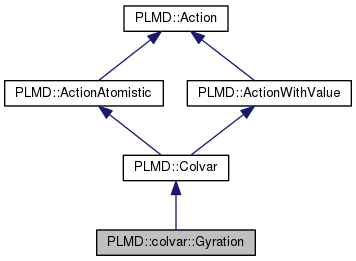 PLMD::Action
PLMD::ActionAtomistic
PLMD::ActionWithValue
PLMD::Colvar
PLMD::colvar::Gyration